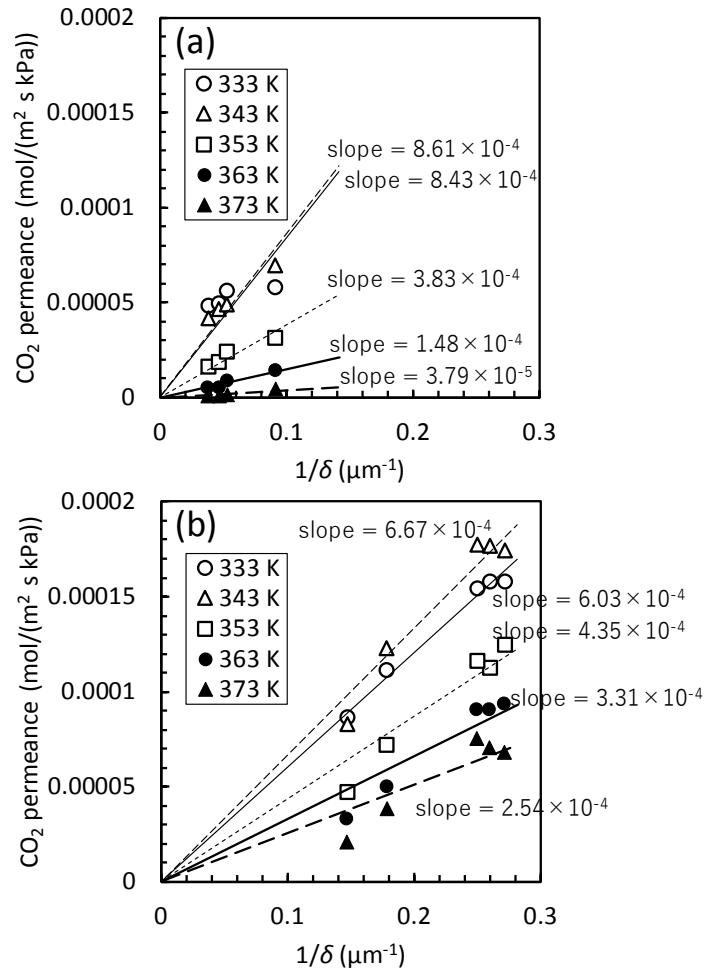 (a)
0.0002
0.00015
0.0001
0.00005
0
CO₂ permeance (mol/(m² s kPa))
333 K
343 K
353 K
363 K
373 K
slope = 8.61×10⁻⁴
slope = 8.43×10⁻⁴
slope = 3.83×10⁻⁴
slope = 1.48×10⁻⁴
slope = 3.79×10⁻⁵
0 0.1 0.2 0.3
1/δ (μm⁻¹)
(b)
0.0002
0.00015
0.0001
0.00005
0
CO₂ permeance (mol/(m² s kPa))
333 K
343 K
353 K
363 K
373 K
slope = 6.67×10⁻⁴
slope = 6.03×10⁻⁴
slope = 4.35×10⁻⁴
slope = 3.31×10⁻⁴
slope = 2.54×10⁻⁴
0 0.1 0.2 0.3
1/δ (μm⁻¹)